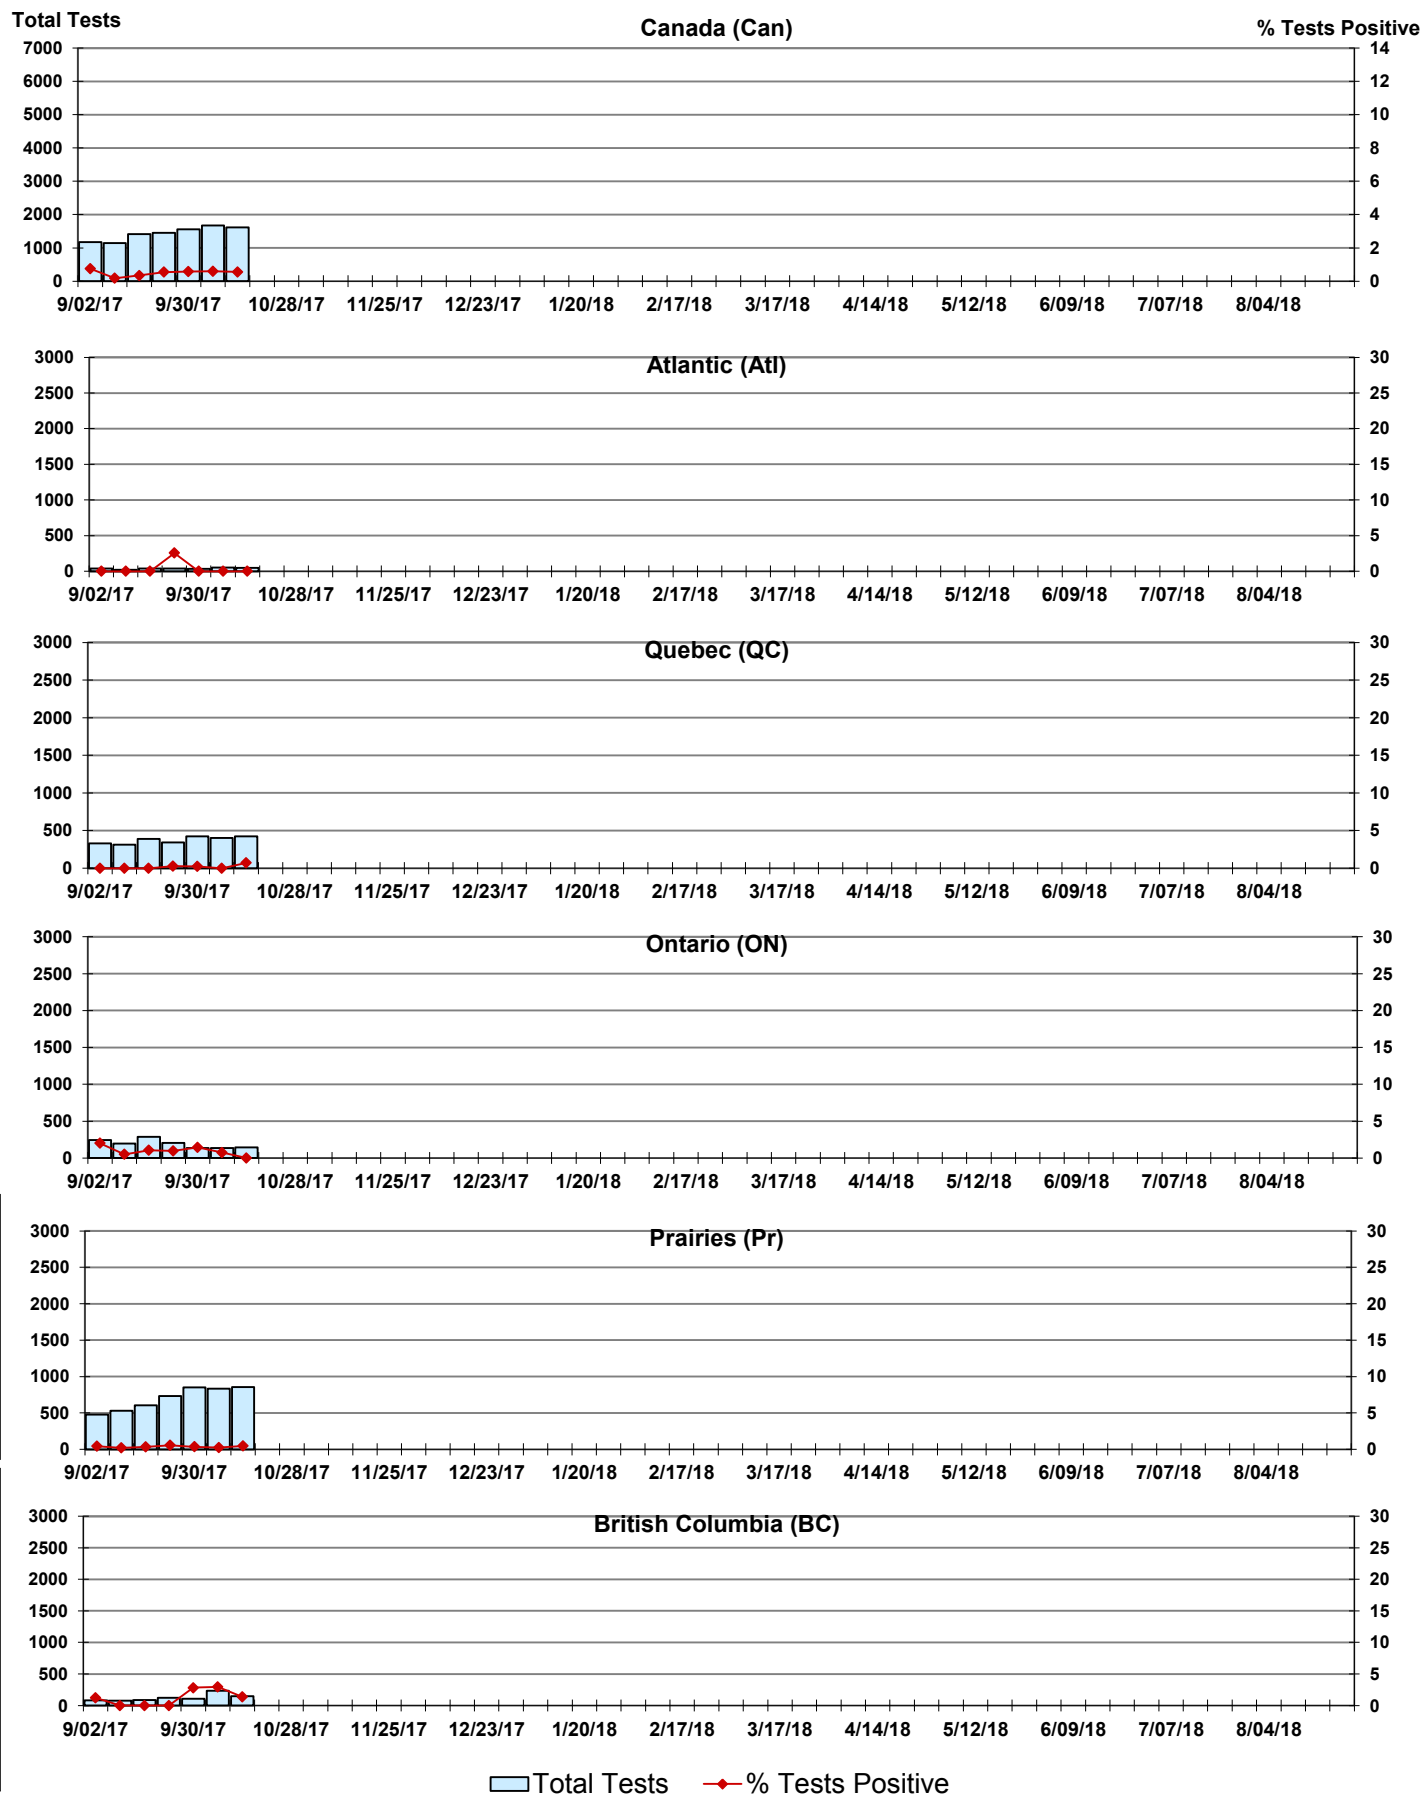 Total Tests
Canada (Can)
% Tests Positive
7000 14
6000 12
5000 10
4000 8
3000 6
2000 4
1000 2
0 0
9/02/17 9/30/17 10/28/17 11/25/17 12/23/17 1/20/18 2/17/18 3/17/18 4/14/18 5/12/18 6/09/18 7/07/18 8/04/18
Atlantic (Atl)
3000 30
2500 25
2000 20
1500 15
1000 10
500 5
0 0
9/02/17 9/30/17 10/28/17 11/25/17 12/23/17 1/20/18 2/17/18 3/17/18 4/14/18 5/12/18 6/09/18 7/07/18 8/04/18
Quebec (QC)
3000 30
2500 25
2000 20
1500 15
1000 10
500 5
0 0
9/02/17 9/30/17 10/28/17 11/25/17 12/23/17 1/20/18 2/17/18 3/17/18 4/14/18 5/12/18 6/09/18 7/07/18 8/04/18
Ontario (ON)
3000 30
2500 25
2000 20
1500 15
1000 10
500 5
0 0
9/02/17 9/30/17 10/28/17 11/25/17 12/23/17 1/20/18 2/17/18 3/17/18 4/14/18 5/12/18 6/09/18 7/07/18 8/04/18
Prairies (Pr)
3000 30
2500 25
2000 20
1500 15
1000 10
500 5
0 0
9/02/17 9/30/17 10/28/17 11/25/17 12/23/17 1/20/18 2/17/18 3/17/18 4/14/18 5/12/18 6/09/18 7/07/18 8/04/18
British Columbia (BC)
3000 30
2500 25
2000 20
1500 15
1000 10
500 5
0 0
9/02/17 9/30/17 10/28/17 11/25/17 12/23/17 1/20/18 2/17/18 3/17/18 4/14/18 5/12/18 6/09/18 7/07/18 8/04/18
Total Tests % Tests Positive